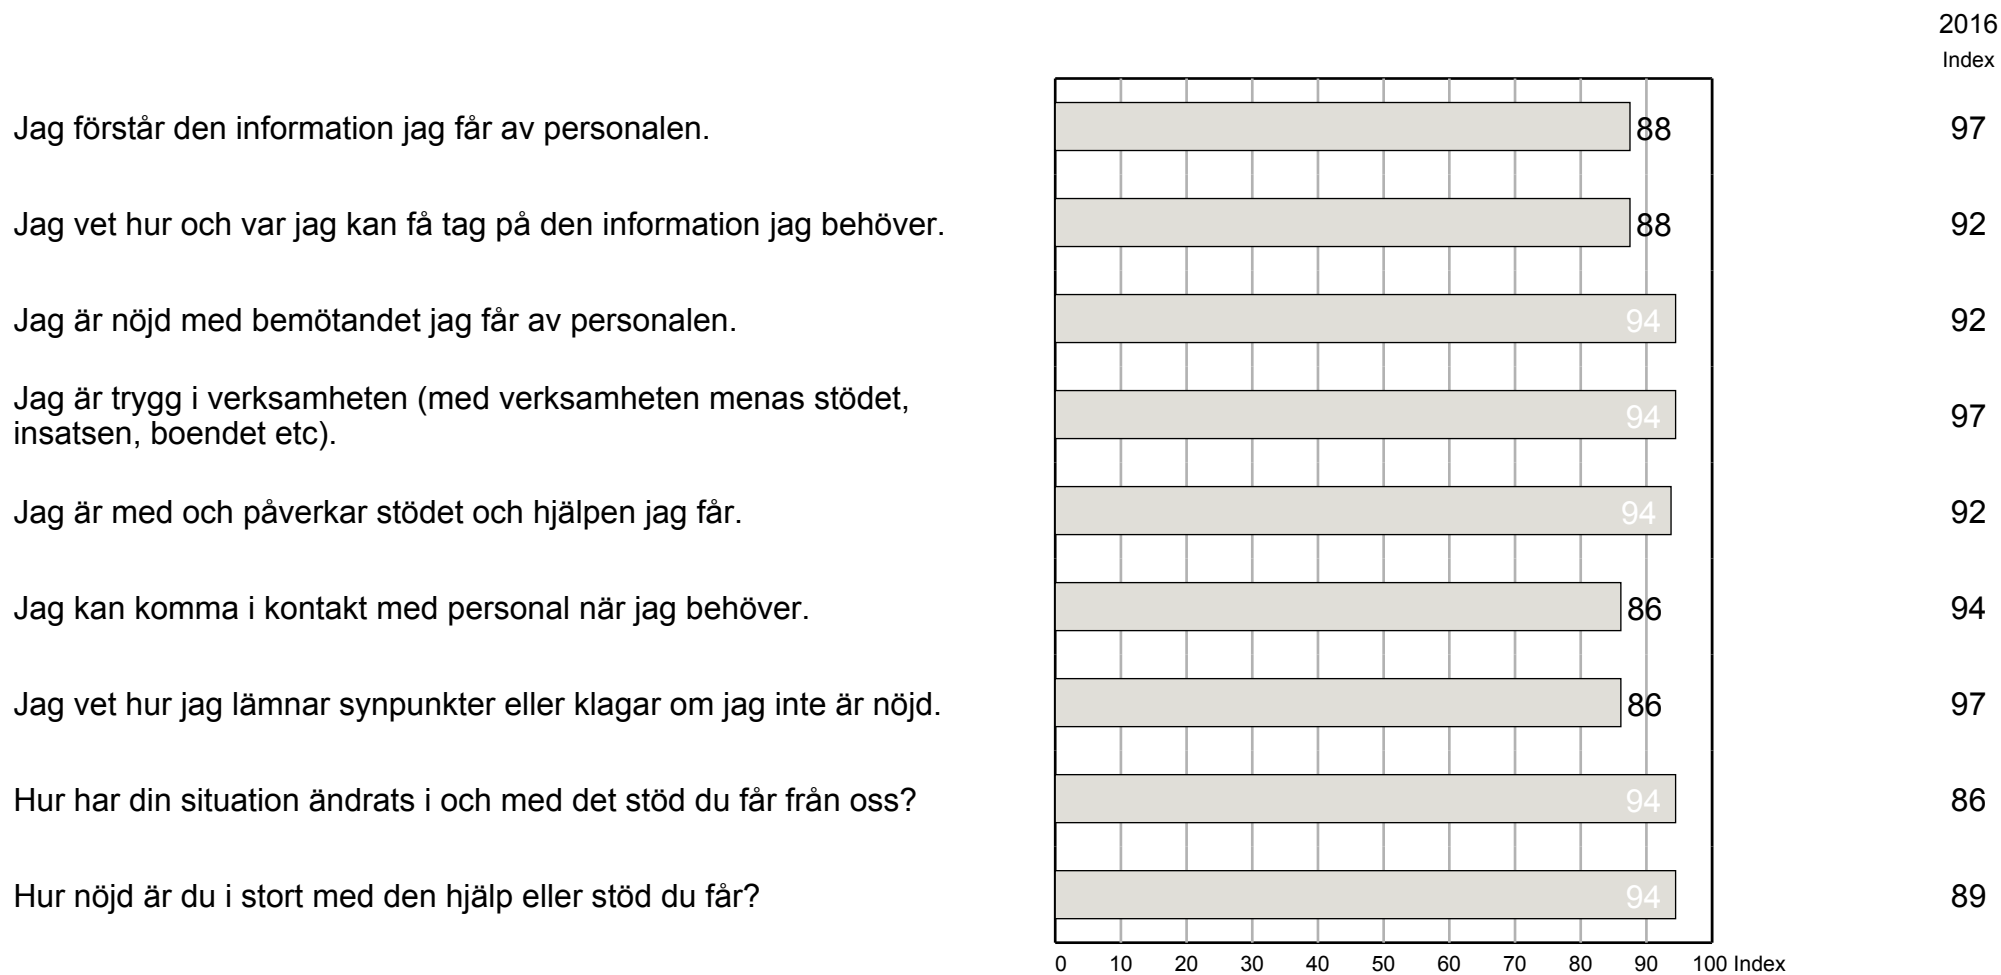 2016
Index
Jag förstår den information jag får av personalen. 88 97
Jag vet hur och var jag kan få tag på den information jag behöver. 88 92
Jag är nöjd med bemötandet jag får av personalen. 94 92
Jag är trygg i verksamheten (med verksamheten menas stödet,
insatsen, boendet etc). 94 97
Jag är med och påverkar stödet och hjälpen jag får. 94 92
Jag kan komma i kontakt med personal när jag behöver. 86 94
Jag vet hur jag lämnar synpunkter eller klagar om jag inte är nöjd. 86 97
Hur har din situation ändrats i och med det stöd du får från oss? 94 86
Hur nöjd är du i stort med den hjälp eller stöd du får? 94 89
0 10 20 30 40 50 60 70 80 90 100 Index